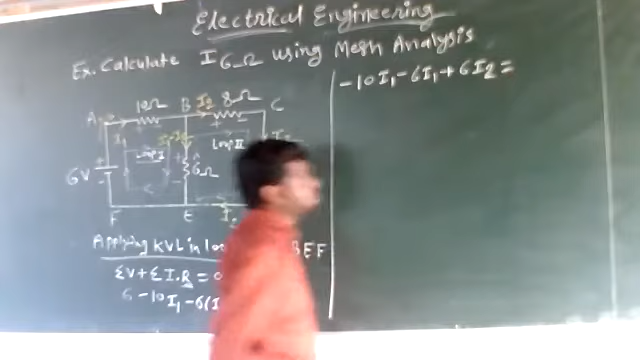 Electrical Engineering
Ex. Calculate I6Ω using Mesh Analysis
-10I₁-6I₁+6I₂=
10Ω B I₂ 8Ω C
A
I₁
Loop I
Loop II
6V
6Ω
F E
Applying KVL in BEF
ΣV+ΣI.R=0
6-10I₁-6(I